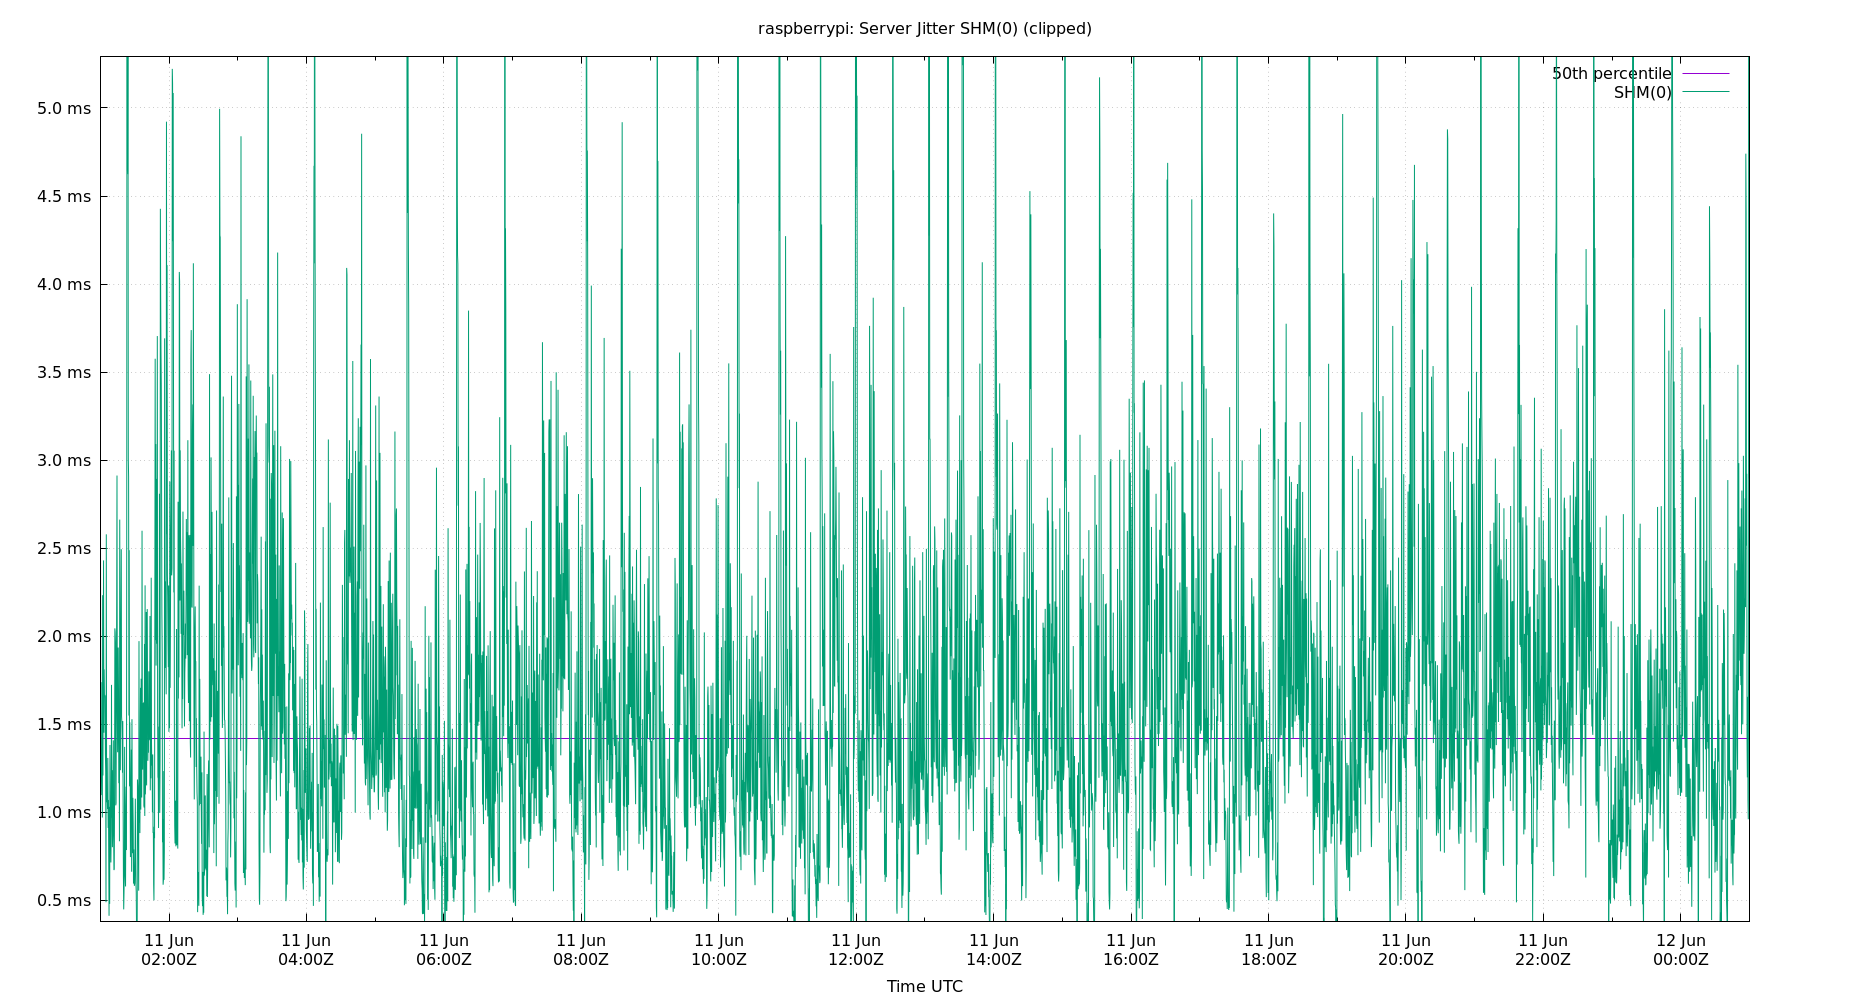 raspberrypi: Server Jitter SHM(0) (clipped)
50th percentile
SHM(0)
5.0 ms
4.5 ms
4.0 ms
3.5 ms
3.0 ms
2.5 ms
2.0 ms
1.5 ms
1.0 ms
0.5 ms
11 Jun 11 Jun 11 Jun 11 Jun 11 Jun 11 Jun 11 Jun 11 Jun 11 Jun 11 Jun 11 Jun 12 Jun
02:00Z 04:00Z 06:00Z 08:00Z 10:00Z 12:00Z 14:00Z 16:00Z 18:00Z 20:00Z 22:00Z 00:00Z
Time UTC